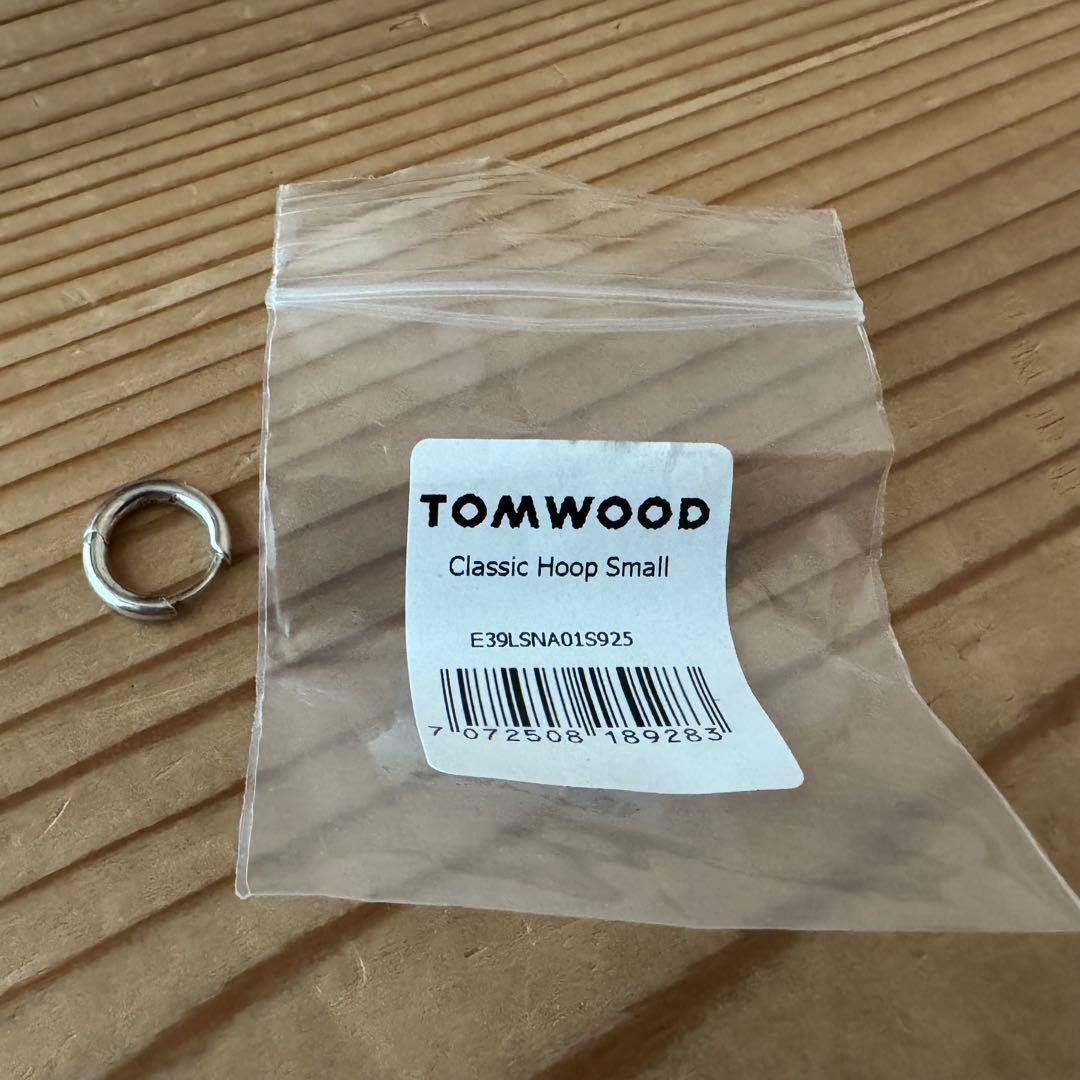 TOMWOOD
Classic Hoop Small
E39LSNA01S925
7 072508 189283